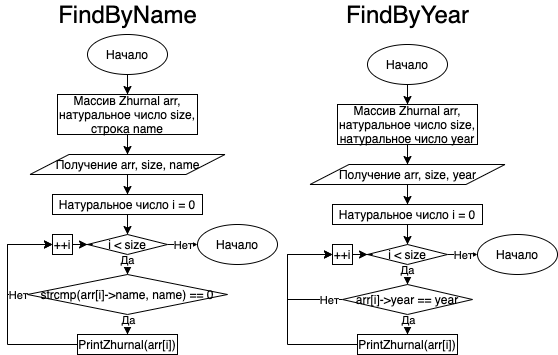 FindByName
Начало
Массив Zhurnal arr,
натуральное число size,
строка name
Получение arr, size, name
Натуральное число i = 0
++i
i < size
Нет
Начало
Да
Нет
strcmp(arr[i]->name, name) == 0
Да
PrintZhurnal(arr[i])
FindByYear
Начало
Массив Zhurnal arr,
натуральное число size,
натуральное число year
Получение arr, size, year
Натуральное число i = 0
++i
i < size
Нет
Начало
Да
Нет
arr[i]->year == year
Да
PrintZhurnal(arr[i])